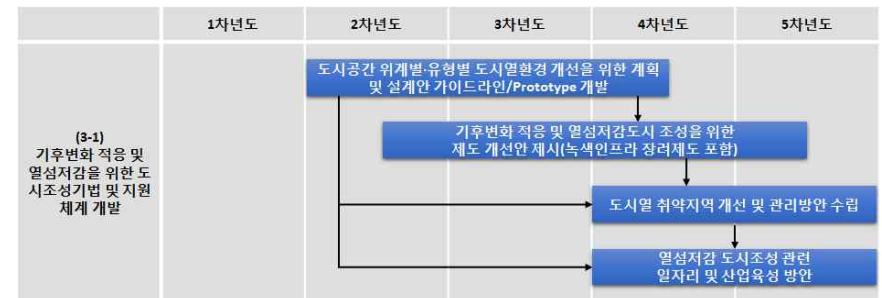 1차년도 2차년도 3차년도 4차년도 5차년도
(3-1)
기후변화 적응 및
열섬저감을 위한 도
시조성기법 및 지원
체계 개발
도시공간 위계별·유형별 도시열환경 개선을 위한 계획
및 설계안 가이드라인/Prototype 개발
기후변화 적응 및 열섬저감도시 조성을 위한
제도 개선안 제시(녹색인프라 장려제도 포함)
도시열 취약지역 개선 및 관리방안 수립
열섬저감 도시조성 관련
일자리 및 산업육성 방안